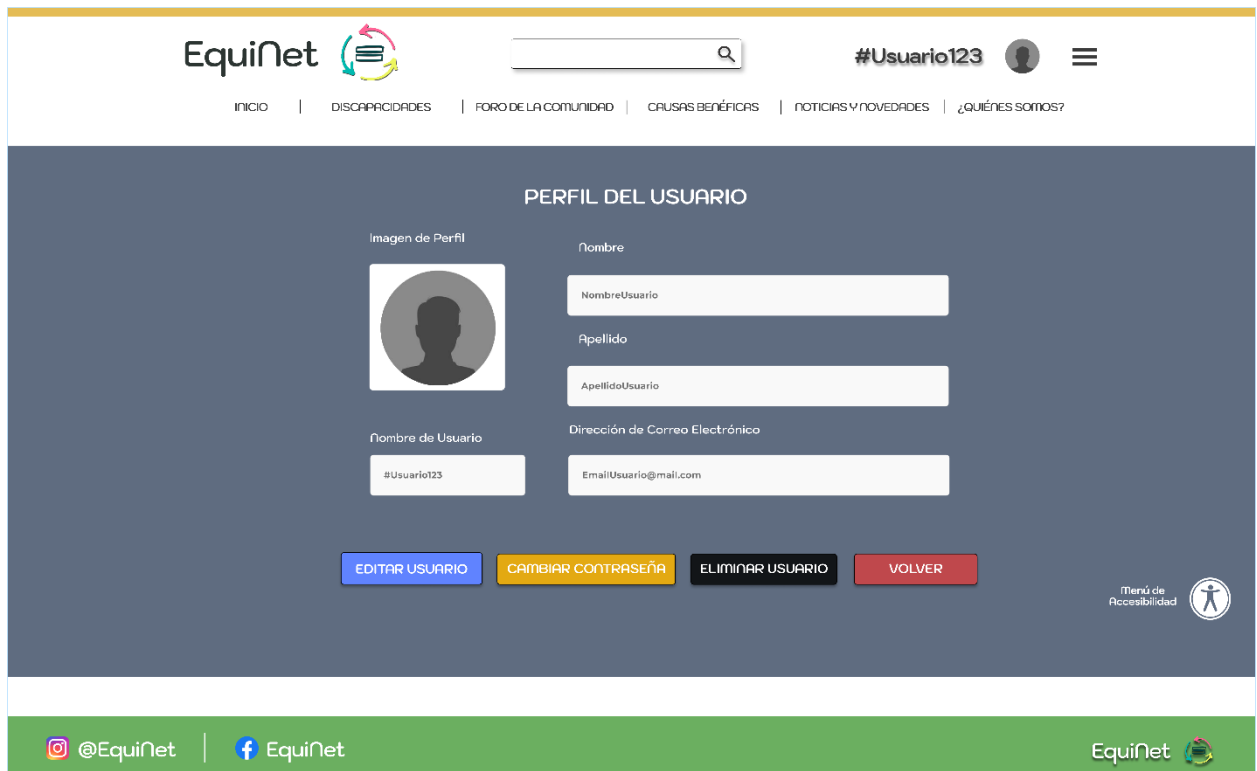 EquiNet
#Usuario123
INICIO | DISCAPACIDADES | FORO DE LA COMUNIDAD | CAUSAS BENÉFICAS | NOTICIAS Y NOVEDADES | ¿QUIÉNES SOMOS?
PERFIL DEL USUARIO
Imagen de Perfil
Nombre
NombreUsuario
Apellido
ApellidoUsuario
Nombre de Usuario
#Usuario123
Dirección de Correo Electrónico
EmailUsuario@mail.com
EDITAR USUARIO
CAMBIAR CONTRASEÑA
ELIMINAR USUARIO
VOLVER
Menú de
Accesibilidad
@EquiNet | EquiNet
EquiNet